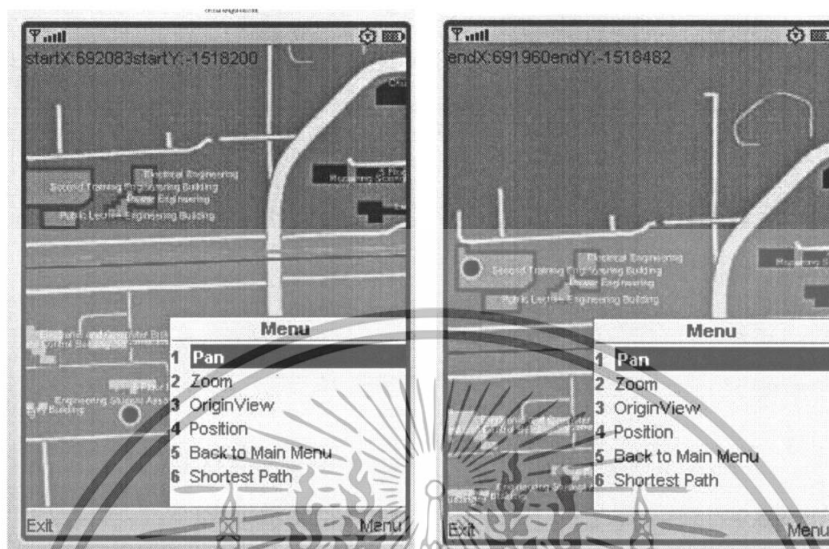 startX:692083startY:-1518200
Electrical Engineering
Second Training Engineering Building
Power Engineering
Public Lecture Engineering Building
Menu
1 Pan
2 Zoom
3 OriginView
4 Position
5 Back to Main Menu
6 Shortest Path
Exit
Menu
endX:691960endY:-1518482
Electrical Engineering
Second Training Engineering Building
Power Engineering
Public Lecture Engineering Building
Menu
1 Pan
2 Zoom
3 OriginView
4 Position
5 Back to Main Menu
6 Shortest Path
Exit
Menu